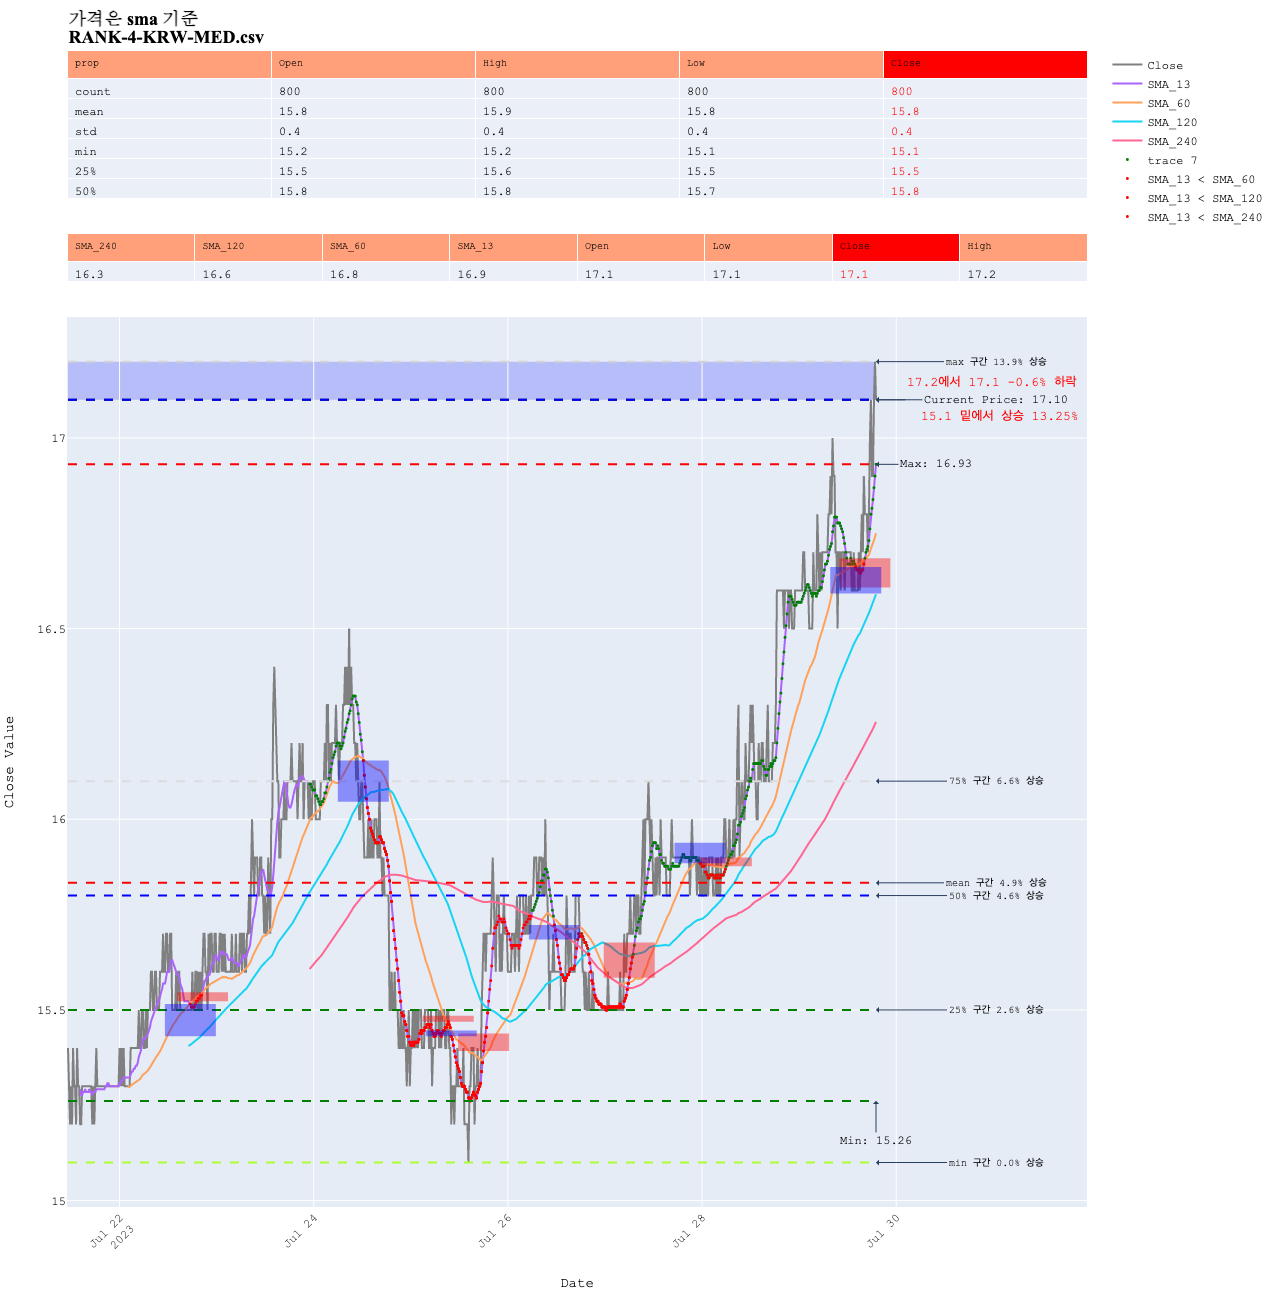 가격은 sma 기준
RANK-4-KRW-MED.csv
prop Open High Low Close
count 800 800 800 800
mean 15.8 15.9 15.8 15.8
std 0.4 0.4 0.4 0.4
min 15.2 15.2 15.1 15.1
25% 15.5 15.6 15.5 15.5
50% 15.8 15.8 15.7 15.8
SMA_240 SMA_120 SMA_60 SMA_13 Open Low Close High
16.3 16.6 16.8 16.9 17.1 17.1 17.1 17.2
Close
SMA_13
SMA_60
SMA_120
SMA_240
trace 7
SMA_13 < SMA_60
SMA_13 < SMA_120
SMA_13 < SMA_240
max 구간 13.9% 상승
17.2에서 17.1 -0.6% 하락
Current Price: 17.10
15.1 밑에서 상승 13.25%
Max: 16.93
75% 구간 6.6% 상승
mean 구간 4.9% 상승
50% 구간 4.6% 상승
25% 구간 2.6% 상승
Min: 15.26
min 구간 0.0% 상승
17
16.5
16
15.5
15
Close Value
Jul 22
2023
Jul 24
Jul 26
Jul 28
Jul 30
Date